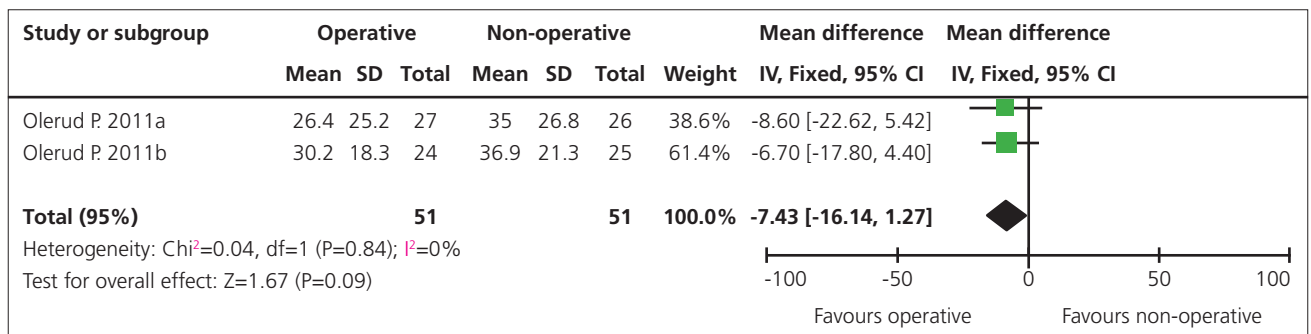 Study or subgroup Operative Non-operative Mean difference Mean difference
Mean SD Total Mean SD Total Weight IV, Fixed, 95% CI IV, Fixed, 95% CI
Olerud P. 2011a 26.4 25.2 27 35 26.8 26 38.6% -8.60 [-22.62, 5.42]
Olerud P. 2011b 30.2 18.3 24 36.9 21.3 25 61.4% -6.70 [-17.80, 4.40]
Total (95%) 51 51 100.0% -7.43 [-16.14, 1.27]
Heterogeneity: Chi²=0.04, df=1 (P=0.84); I²=0%
Test for overall effect: Z=1.67 (P=0.09)
-100 -50 0 50 100
Favours operative Favours non-operative